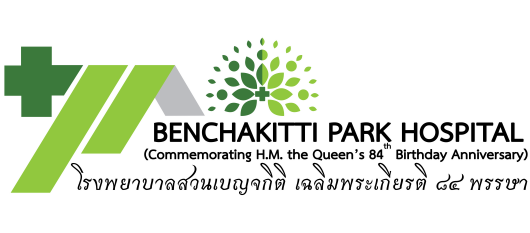 BENCHAKITTI PARK HOSPITAL
(Commemorating H.M. the Queen's 84th Birthday Anniversary)
โรงพยาบาลสวนเบญจกิติ เฉลิมพระเกียรติ ๘๔ พรรษา